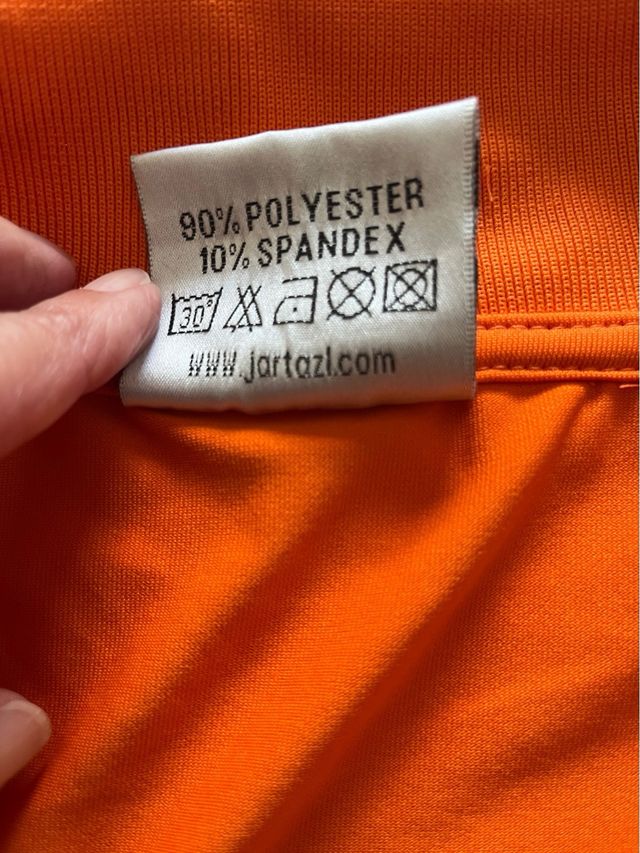 90% POLYESTER
10% SPANDEX
30°
www.jartazl.com